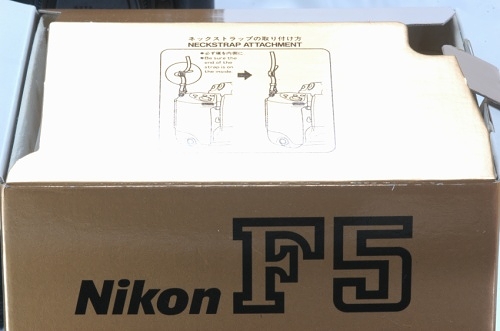 ネックストラップの取り付け方
NECKSTRAP ATTACHMENT
●必ず端を内側に
●Be sure the
end of the
strap is on
the inside.
Nikon F5